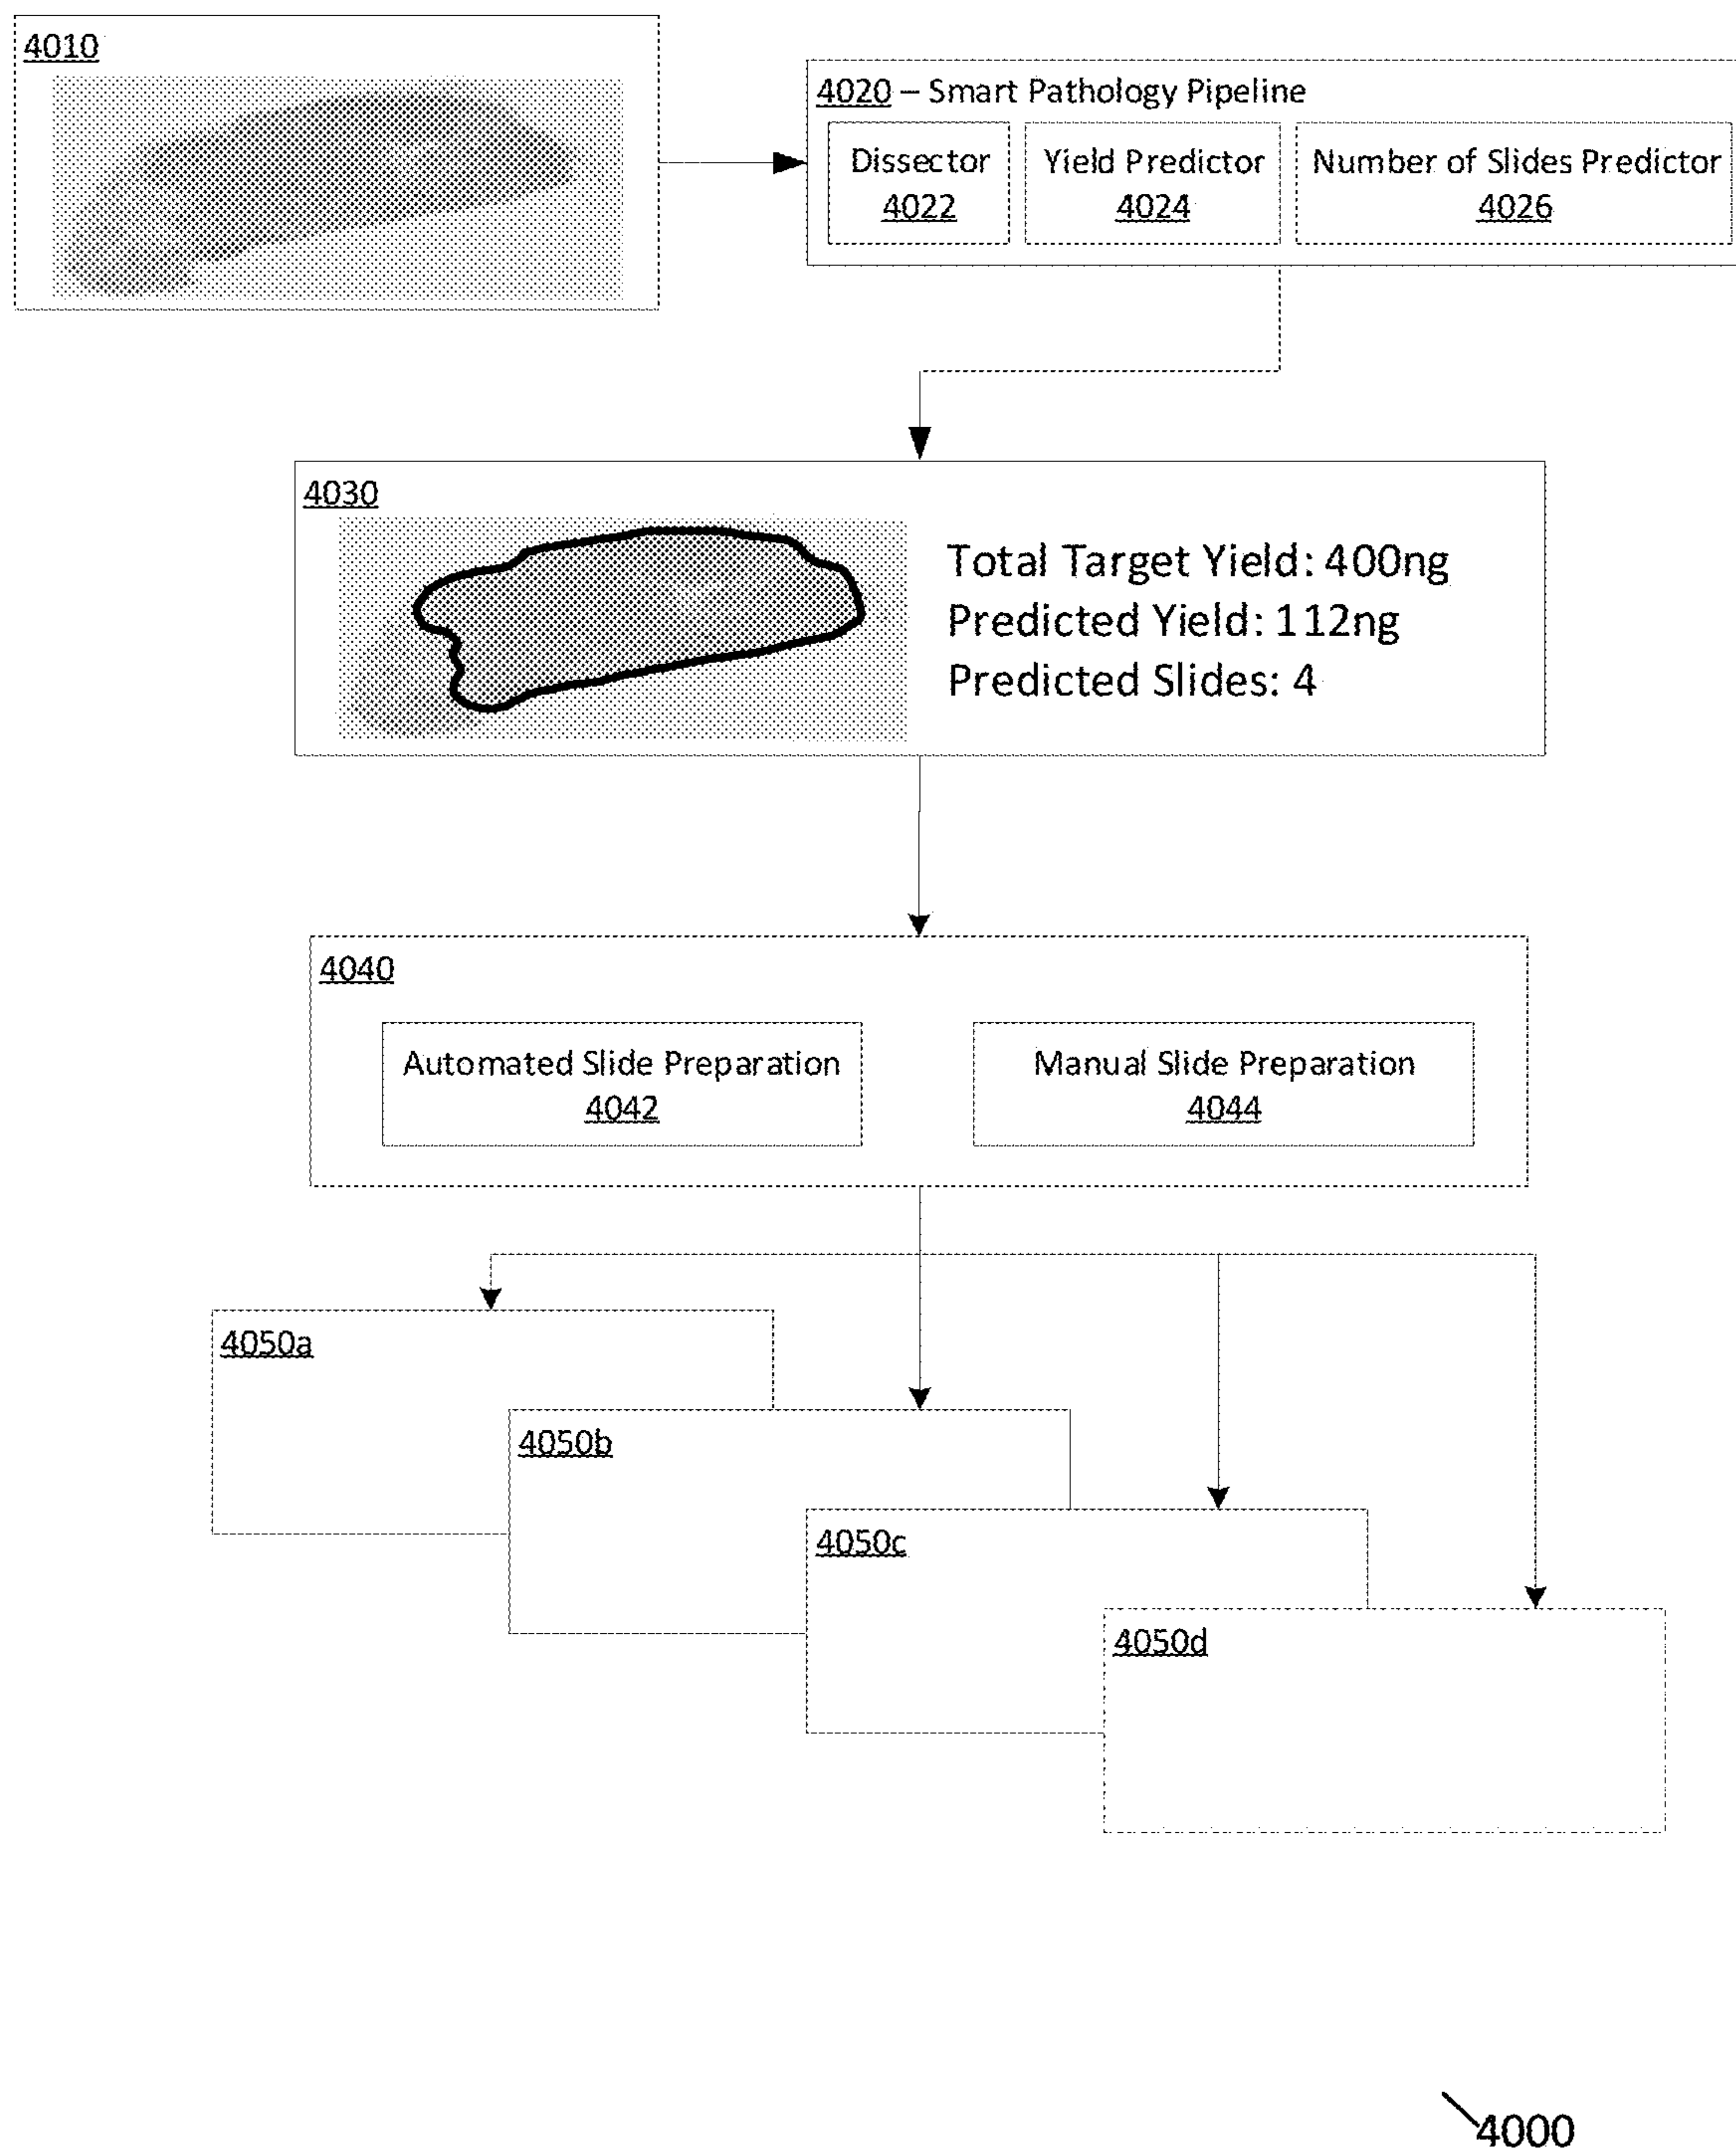 4010
4020 – Smart Pathology Pipeline
Dissector
4022
Yield Predictor
4024
Number of Slides Predictor
4026
4030
Total Target Yield: 400ng
Predicted Yield: 112ng
Predicted Slides: 4
4040
Automated Slide Preparation
4042
Manual Slide Preparation
4044
4050a
4050b
4050c
4050d
4000